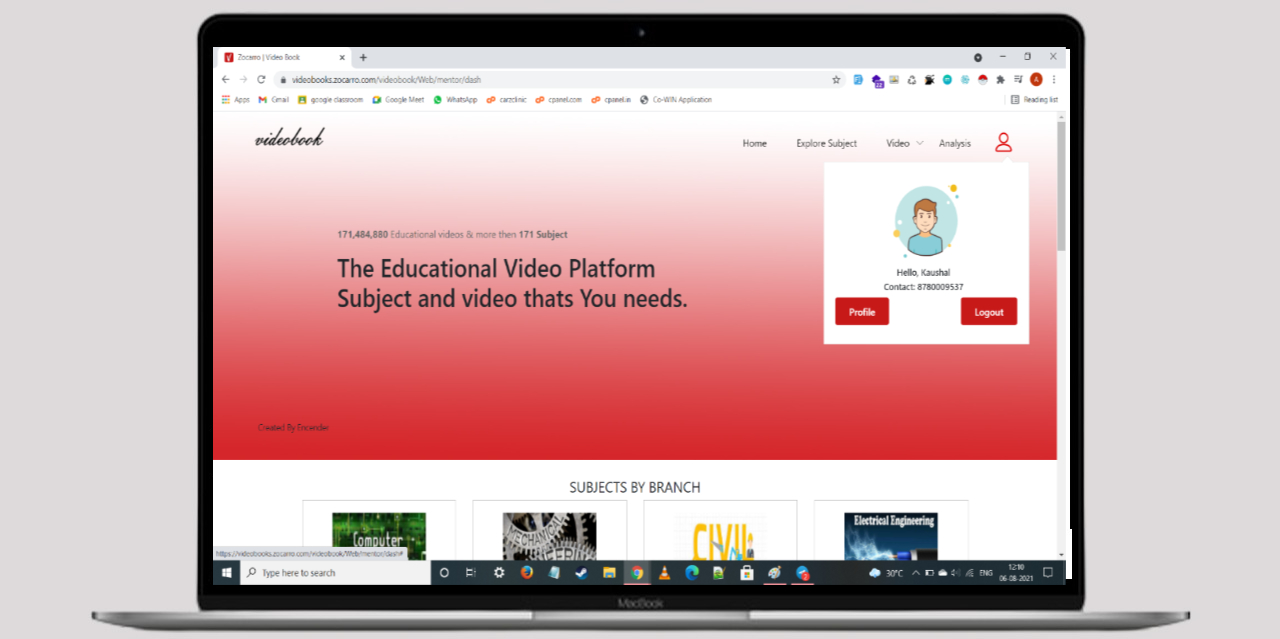 Zocarro | Video Book
videobooks.zocarro.com/videobook/Web/mentor/dash
Apps Gmail google classroom Google Meet WhatsApp carzclinic cpanel.com cpanel.in Co-WIN Application Reading list
videobook
Home Explore Subject Video Analysis
171,484,880 Educational videos & more then 171 Subject
The Educational Video Platform
Subject and video thats You needs.
Hello, Kaushal
Contact: 8780009537
Profile Logout
Created By Encender
SUBJECTS BY BRANCH
Computer
MECHANICAL
CIVIL
Electrical Engineering
https://videobooks.zocarro.com/videobook/Web/mentor/dash#
Type here to search
30°C ENG
12:10
06-08-2021
MacBook